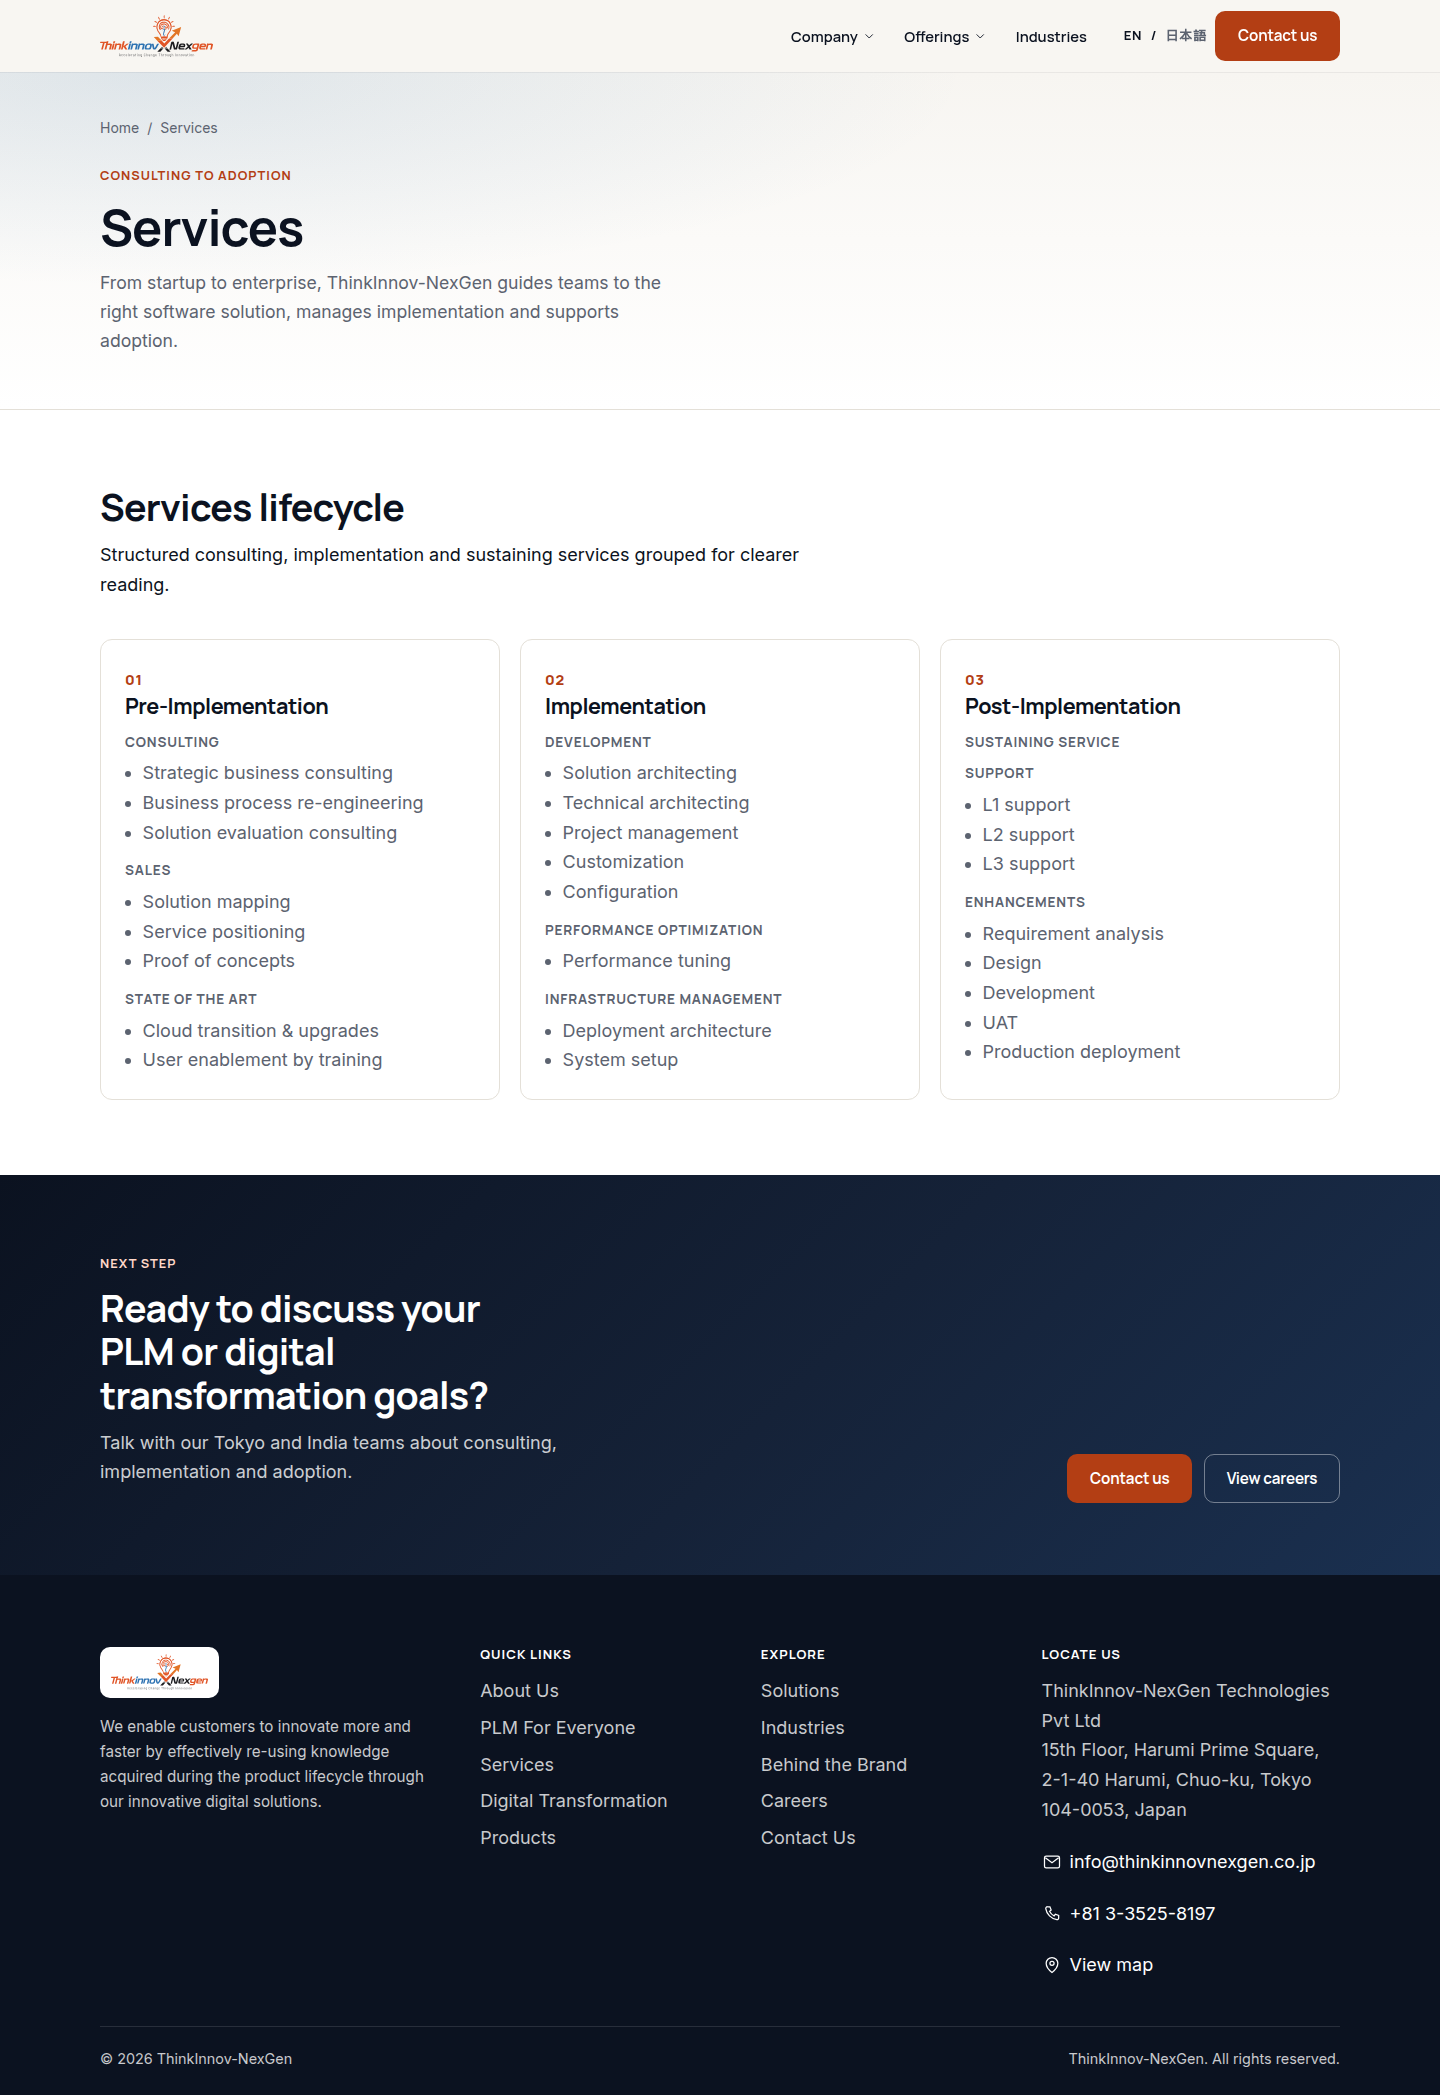 ThinkinnovXNexgen
Company
Offerings
Industries
EN / 日本語
Contact us
Home / Services
CONSULTING TO ADOPTION
Services
From startup to enterprise, ThinkInnov-NexGen guides teams to the
right software solution, manages implementation and supports
adoption.
Services lifecycle
Structured consulting, implementation and sustaining services grouped for clearer
reading.
01
Pre-Implementation
CONSULTING
• Strategic business consulting
• Business process re-engineering
• Solution evaluation consulting
SALES
• Solution mapping
• Service positioning
• Proof of concepts
STATE OF THE ART
• Cloud transition & upgrades
• User enablement by training
02
Implementation
DEVELOPMENT
• Solution architecting
• Technical architecting
• Project management
• Customization
• Configuration
PERFORMANCE OPTIMIZATION
• Performance tuning
INFRASTRUCTURE MANAGEMENT
• Deployment architecture
• System setup
03
Post-Implementation
SUSTAINING SERVICE
SUPPORT
• L1 support
• L2 support
• L3 support
ENHANCEMENTS
• Requirement analysis
• Design
• Development
• UAT
• Production deployment
NEXT STEP
Ready to discuss your
PLM or digital
transformation goals?
Talk with our Tokyo and India teams about consulting,
implementation and adoption.
Contact us
View careers
ThinkinnovXNexgen
We enable customers to innovate more and
faster by effectively re-using knowledge
acquired during the product lifecycle through
our innovative digital solutions.
QUICK LINKS
About Us
PLM For Everyone
Services
Digital Transformation
Products
EXPLORE
Solutions
Industries
Behind the Brand
Careers
Contact Us
LOCATE US
ThinkInnov-NexGen Technologies
Pvt Ltd
15th Floor, Harumi Prime Square,
2-1-40 Harumi, Chuo-ku, Tokyo
104-0053, Japan
info@thinkinnovnexgen.co.jp
+81 3-3525-8197
View map
© 2026 ThinkInnov-NexGen
ThinkInnov-NexGen. All rights reserved.